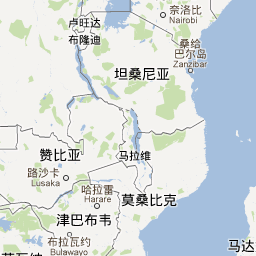 奈洛比
Nairobi
卢旺达
布隆迪
桑给
巴尔岛
Zanzibar
坦桑尼亚
赞比亚
马拉维
路沙卡
Lusaka
哈拉雷
Harare
莫桑比克
津巴布韦
布拉瓦约
Bulawayo
马达